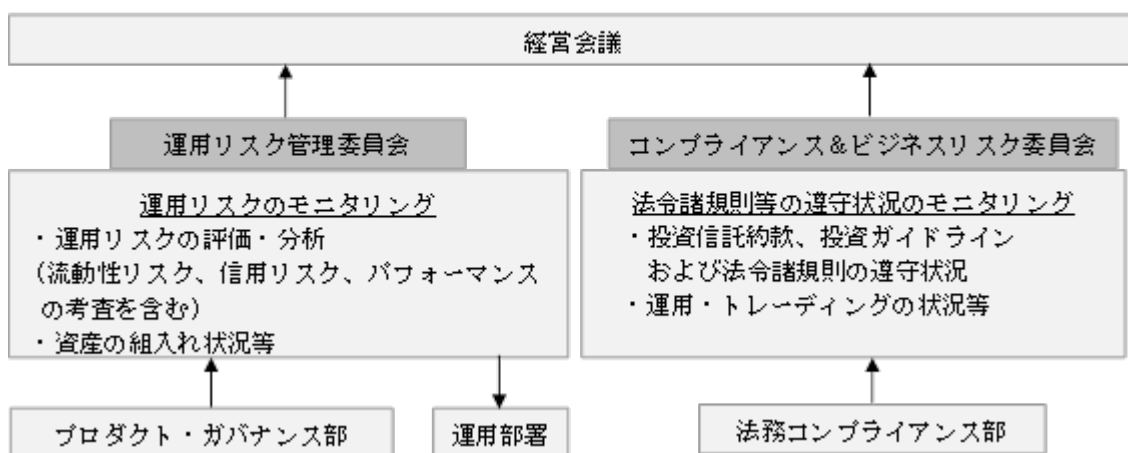 経営会議
運用リスク管理委員会
運用リスクのモニタリング
・運用リスクの評価・分析
(流動性リスク、信用リスク、パフォーマンス
の考査を含む)
・資産の組入れ状況等
プロダクト・ガバナンス部
運用部署
コンプライアンス&ビジネスリスク委員会
法令諸規則等の遵守状況のモニタリング
・投資信託約款、投資ガイドライン
および法令諸規則の遵守状況
・運用・トレーディングの状況等
法務コンプライアンス部